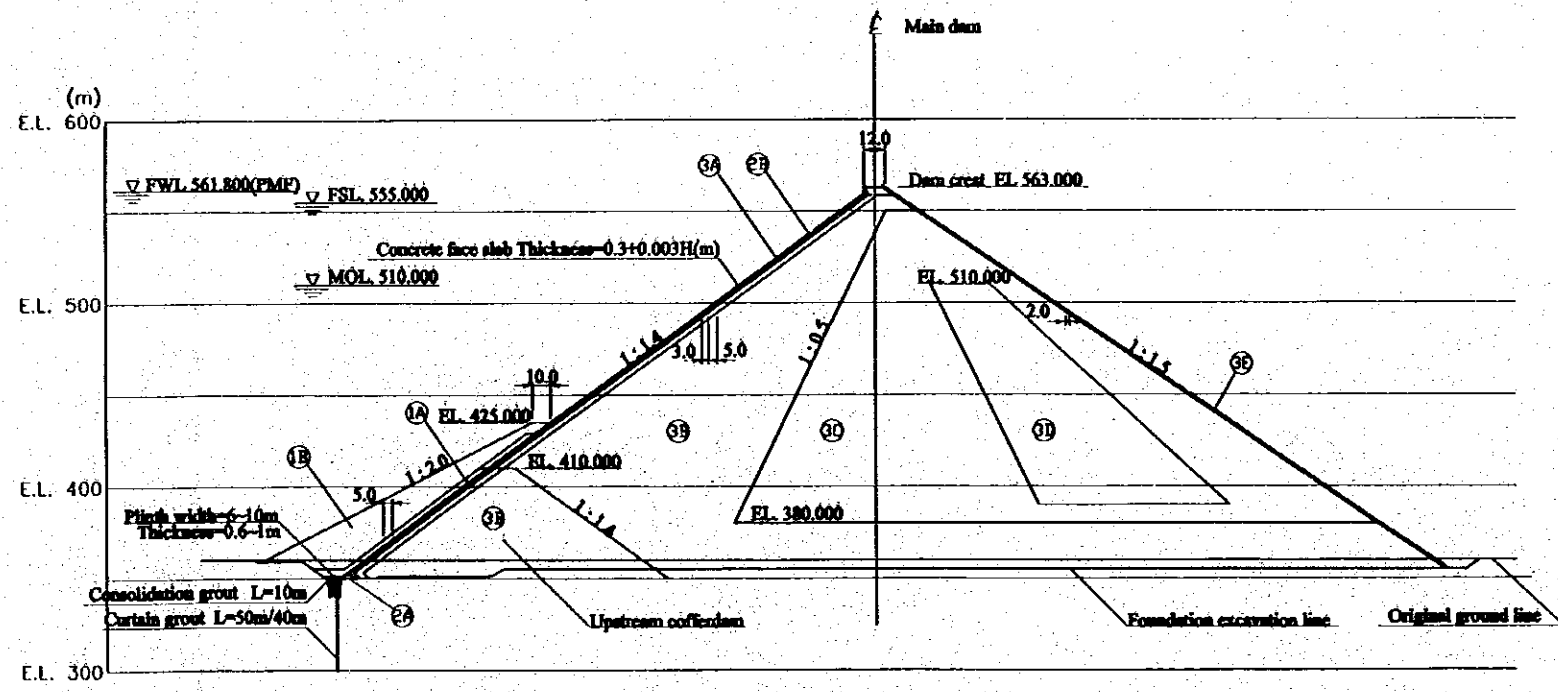 ℄ Main dam
(m)
E.L. 600
12.0
3A
2B
FWL 561.800(PMF)
FSL. 555.000
Dam crest EL 563.000
Concrete face slab Thickness=0.3+0.003H(m)
MOL. 510.000
EL. 510.000
E.L. 500
2.0
1:1.4
1:0.5
3.0
5.0
1:1.5
3E
10.0
1A
EL. 425.000
3B
3C
3D
1B
1:2.0
EL. 410.000
E.L. 400
5.0
1:1.4
Plinth width=6~10m
Thickness=0.6~1m
3B
EL. 380.000
Consolidation grout L=10m
2A
Curtain grout L=50m/40m
Upstream cofferdam
Foundation excavation line
Original ground line
E.L. 300